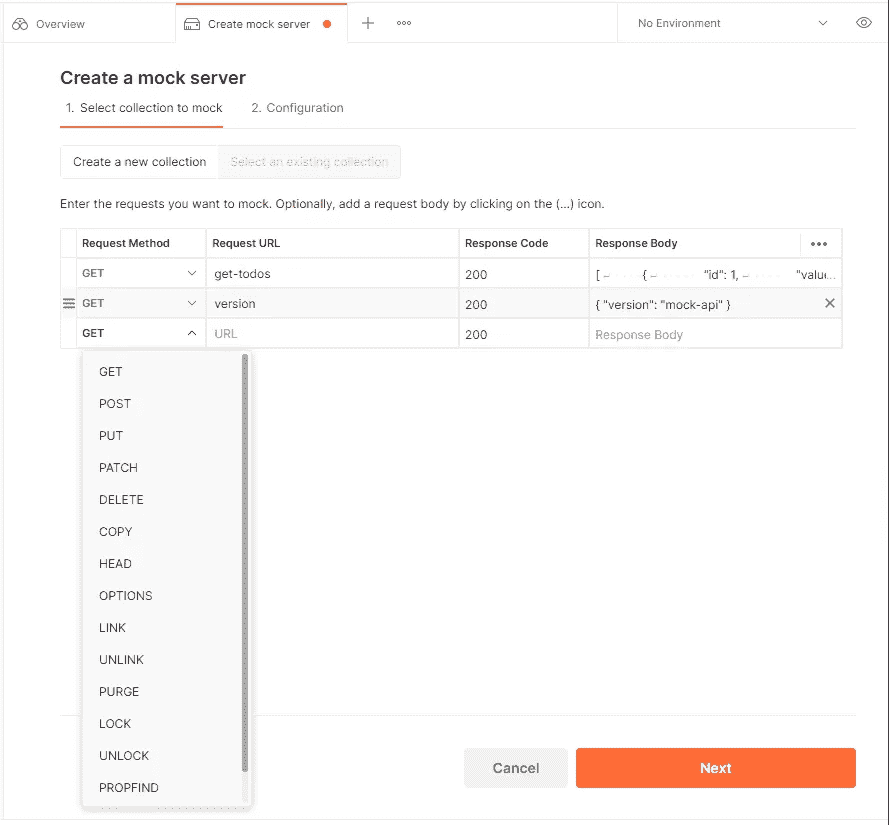 Overview
Create mock server
No Environment
Create a mock server
1. Select collection to mock
2. Configuration
Create a new collection
Select an existing collection
Enter the requests you want to mock. Optionally, add a request body by clicking on the (...) icon.
Request Method Request URL Response Code Response Body
GET get-todos 200 [ { "id": 1, "valu...
GET version 200 { "version": "mock-api" }
GET URL 200 Response Body
GET
POST
PUT
PATCH
DELETE
COPY
HEAD
OPTIONS
LINK
UNLINK
PURGE
LOCK
UNLOCK
PROPFIND
Cancel
Next